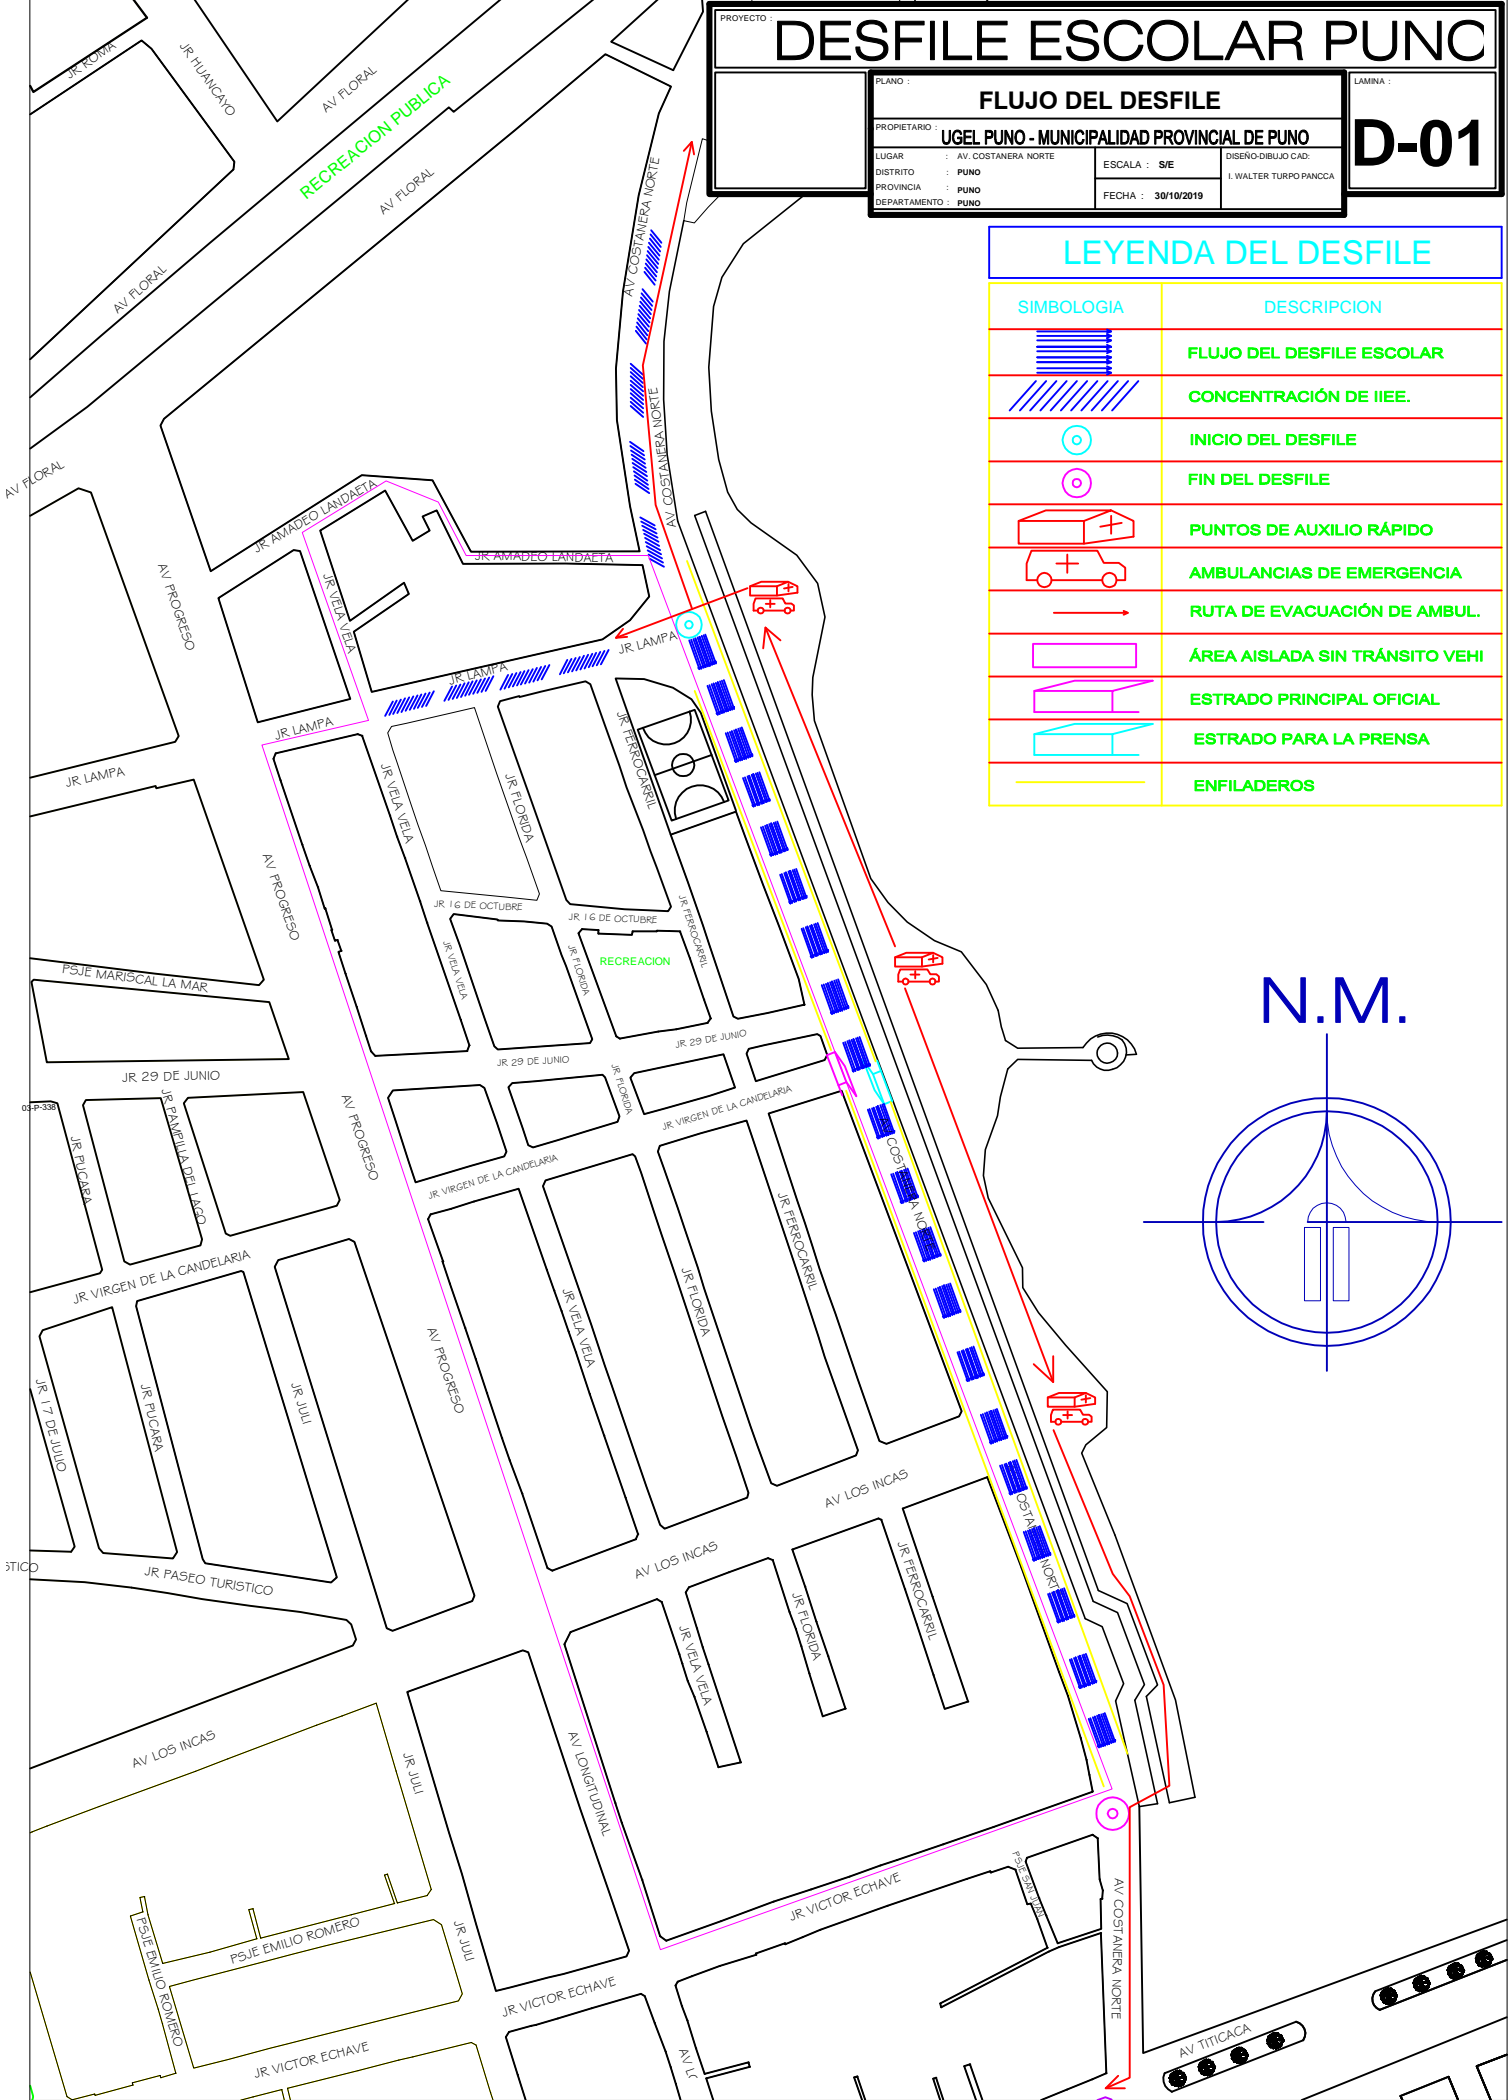 PROYECTO :
DESFILE ESCOLAR PUNO
PLANO :
FLUJO DEL DESFILE
LAMINA :
D-01
PROPIETARIO :
UGEL PUNO - MUNICIPALIDAD PROVINCIAL DE PUNO
LUGAR : AV. COSTANERA NORTE
DISTRITO : PUNO
PROVINCIA : PUNO
DEPARTAMENTO : PUNO
ESCALA : S/E
FECHA : 30/10/2019
DISEÑO-DIBUJO CAD:
I. WALTER TURPO PANCCA
LEYENDA DEL DESFILE
SIMBOLOGIA DESCRIPCION
FLUJO DEL DESFILE ESCOLAR
CONCENTRACIÓN DE IIEE.
INICIO DEL DESFILE
FIN DEL DESFILE
PUNTOS DE AUXILIO RÁPIDO
AMBULANCIAS DE EMERGENCIA
RUTA DE EVACUACIÓN DE AMBUL.
ÁREA AISLADA SIN TRÁNSITO VEHI
ESTRADO PRINCIPAL OFICIAL
ESTRADO PARA LA PRENSA
ENFILADEROS
N.M.
JR ROMA
JR HUANCAYO
AV FLORAL
RECREACION PUBLICA
AV FLORAL
AV FLORAL
AV FLORAL
AV COSTANERA NORTE
AV COSTANERA NORTE
JR AMADEO LANDAETA
JR AMADEO LANDAETA
AV PROGRESO
JR VELA VELA
JR LAMPA
JR LAMPA
JR LAMPA
JR LAMPA
JR FERROCARRIL
JR VELA VELA
JR FLORIDA
AV PROGRESO
JR 16 DE OCTUBRE
JR 16 DE OCTUBRE
JR FERROCARRIL
JR VELA VELA
JR FLORIDA
RECREACION
PSJE MARISCAL LA MAR
JR 29 DE JUNIO
JR 29 DE JUNIO
JR 29 DE JUNIO
JR FLORIDA
03-P-338
JR PUCARA
JR PAMPILLA DEL LAGO
AV PROGRESO
JR VIRGEN DE LA CANDELARIA
JR VIRGEN DE LA CANDELARIA
JR VIRGEN DE LA CANDELARIA
JR FERROCARRIL
JR FLORIDA
JR VELA VELA
AV PROGRESO
JR 17 DE JULIO
JR PUCARA
JR JULI
AV LOS INCAS
AV LOS INCAS
STICO
JR PASEO TURISTICO
JR FERROCARRIL
JR FLORIDA
JR VELA VELA
AV LOS INCAS
JR JULI
AV LONGITUDINAL
PSJE SAN JUAN
JR VICTOR ECHAVE
AV COSTANERA NORTE
PSJE EMILIO ROMERO
PSJE EMILIO ROMERO
JR JULI
JR VICTOR ECHAVE
JR VICTOR ECHAVE
AV TITICACA